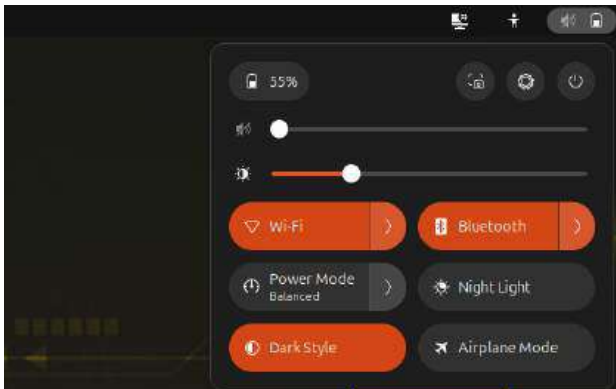 55%
Wi-Fi
Bluetooth
Power Mode
Balanced
Night Light
Dark Style
Airplane Mode